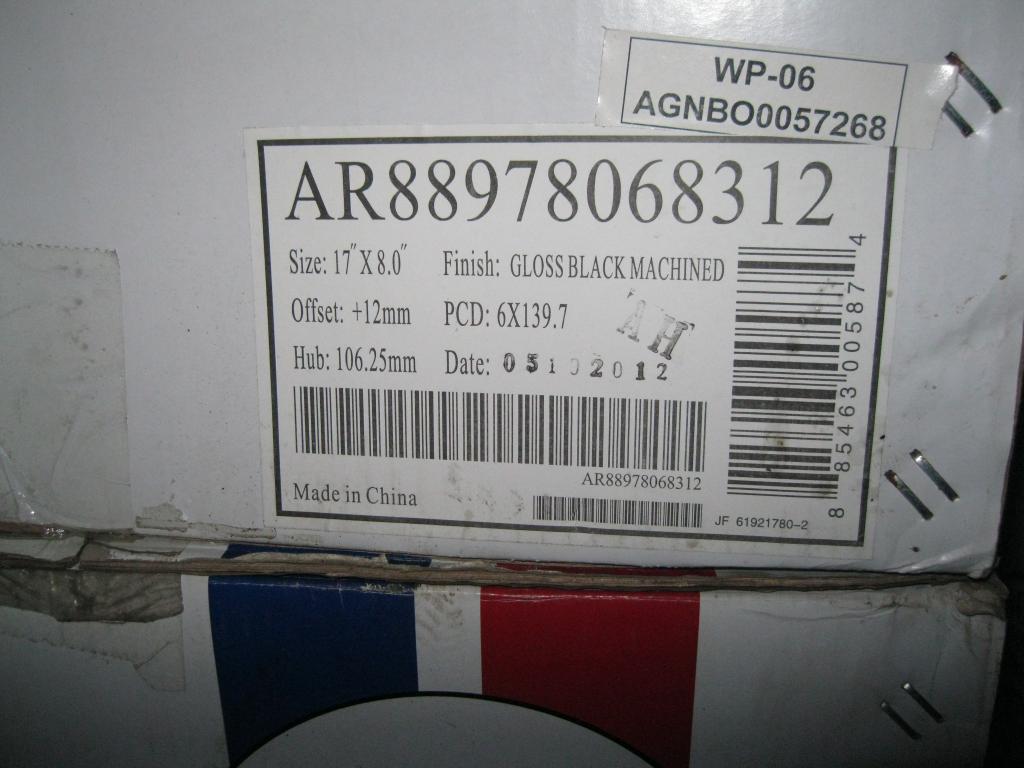 WP-06
AGNBO0057268
AR88978068312
Size: 17" X 8.0" Finish: GLOSS BLACK MACHINED
Offset: +12mm PCD: 6X139.7
AH
Hub: 106.25mm Date: 05102012
AR88978068312
Made in China
JF 61921780-2
8 85463 00587 4